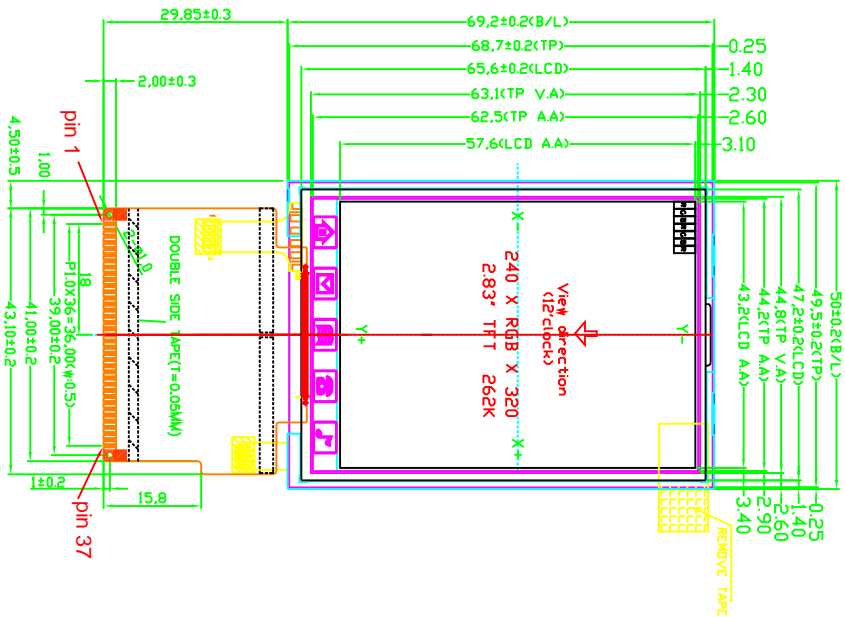 29,85±0.3
69,2±0.2(B/L)
68,7±0.2(TP)
0.25
65,6±0.2(LCD)
1.40
2,00±0.3
63,1(TP V.A)
2.30
62,5(TP A.A)
2.60
57,6(LCD A.A)
3.10
pin 1
4,50±0.5
1,00
2-Ø1,0
18
P1.0X36=36,00(W:0.5)
39,00±0.2
41,00±0.2
43,10±0.2
DOUBLE SIDE TAPE(T=0.05MM)
X-
Y+
Y-
X+
240 X RGB X 320
2.83" TFT 262K
View direction
(12'clock)
50±0.2(B/L)
49,5±0.2(TP)
47,2±0.2(LCD)
44,8(TP V.A)
44,2(TP A.A)
43,2(LCD A.A)
0.25
1.40
2.60
2.90
3.40
1±0.2
15,8
pin 37
REMOVE TAPE